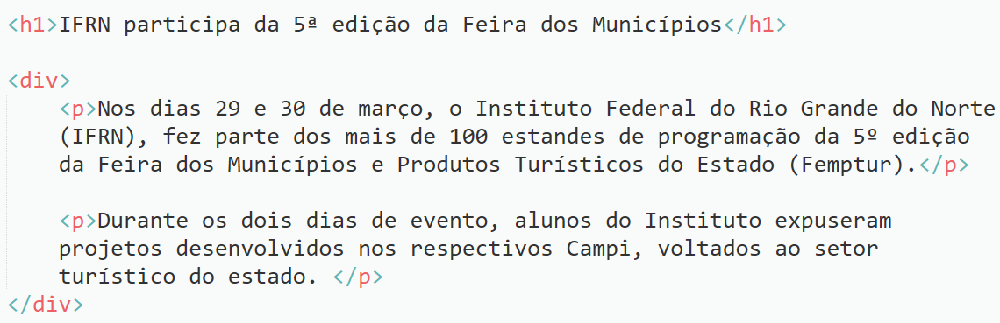 <h1>IFRN participa da 5ª edição da Feira dos Municípios</h1>
<div>
<p>Nos dias 29 e 30 de março, o Instituto Federal do Rio Grande do Norte
(IFRN), fez parte dos mais de 100 estandes de programação da 5º edição
da Feira dos Municípios e Produtos Turísticos do Estado (Femptur).</p>
<p>Durante os dois dias de evento, alunos do Instituto expuseram
projetos desenvolvidos nos respectivos Campi, voltados ao setor
turístico do estado. </p>
</div>